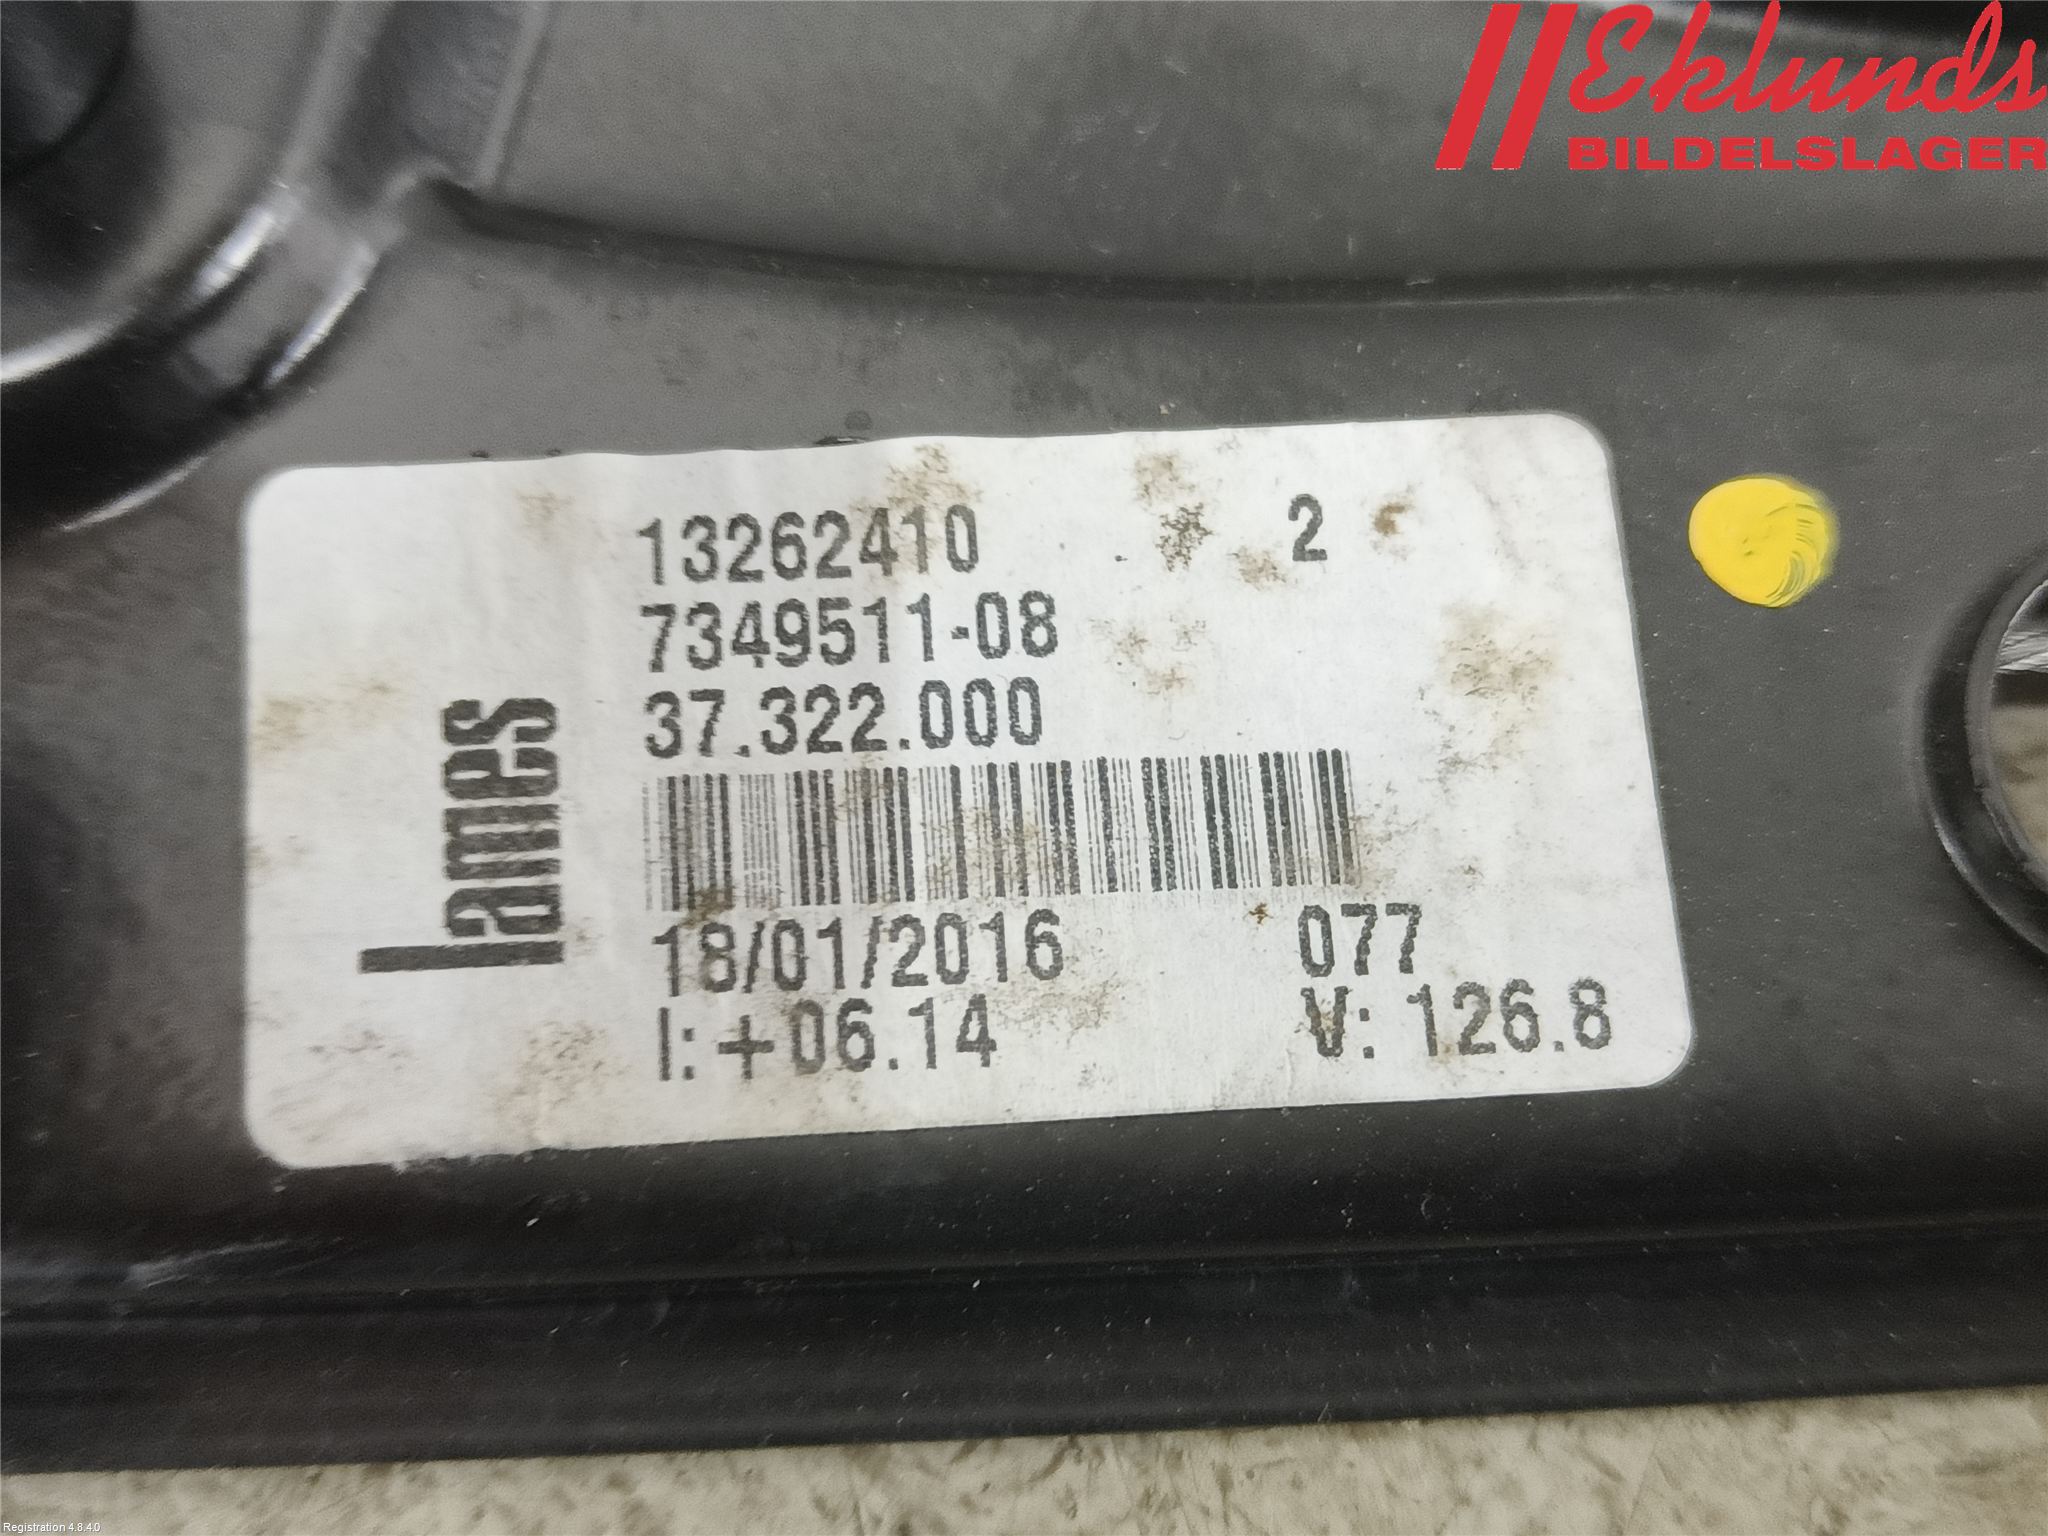 Eklunds
BILDELSLAGER
13262410 2
7349511-08
37.322.000
lames
18/01/2016 077
I: +06.14 V: 126.8
Registration 4.8.4.0